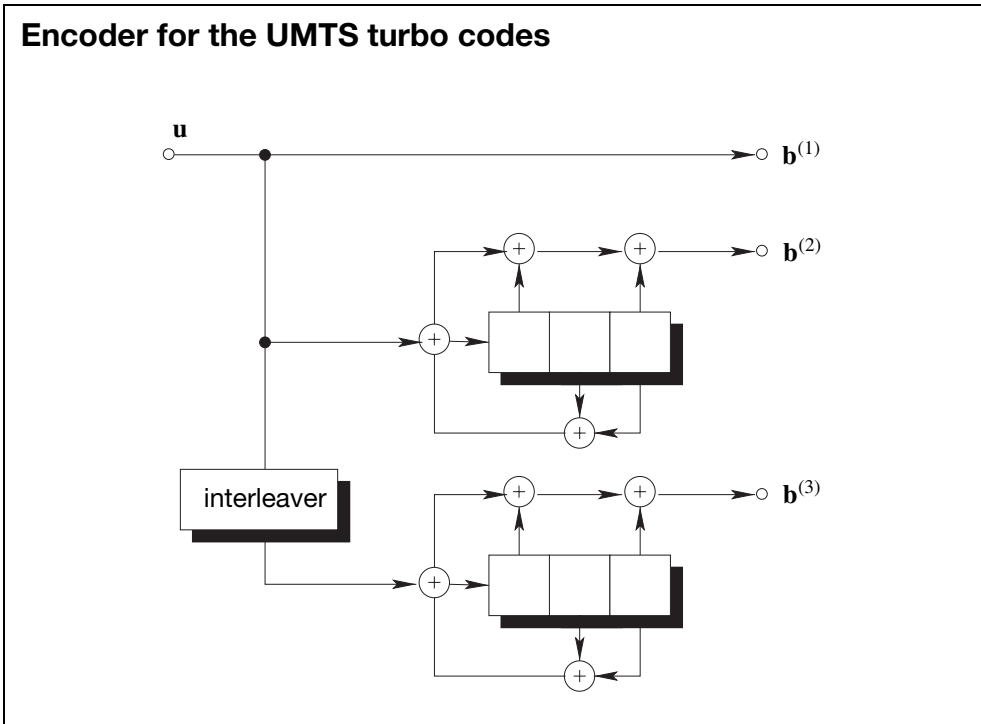 Encoder for the UMTS turbo codes
u
b(1)
+ +
b(2)
+
+
interleaver
+ +
b(3)
+
+